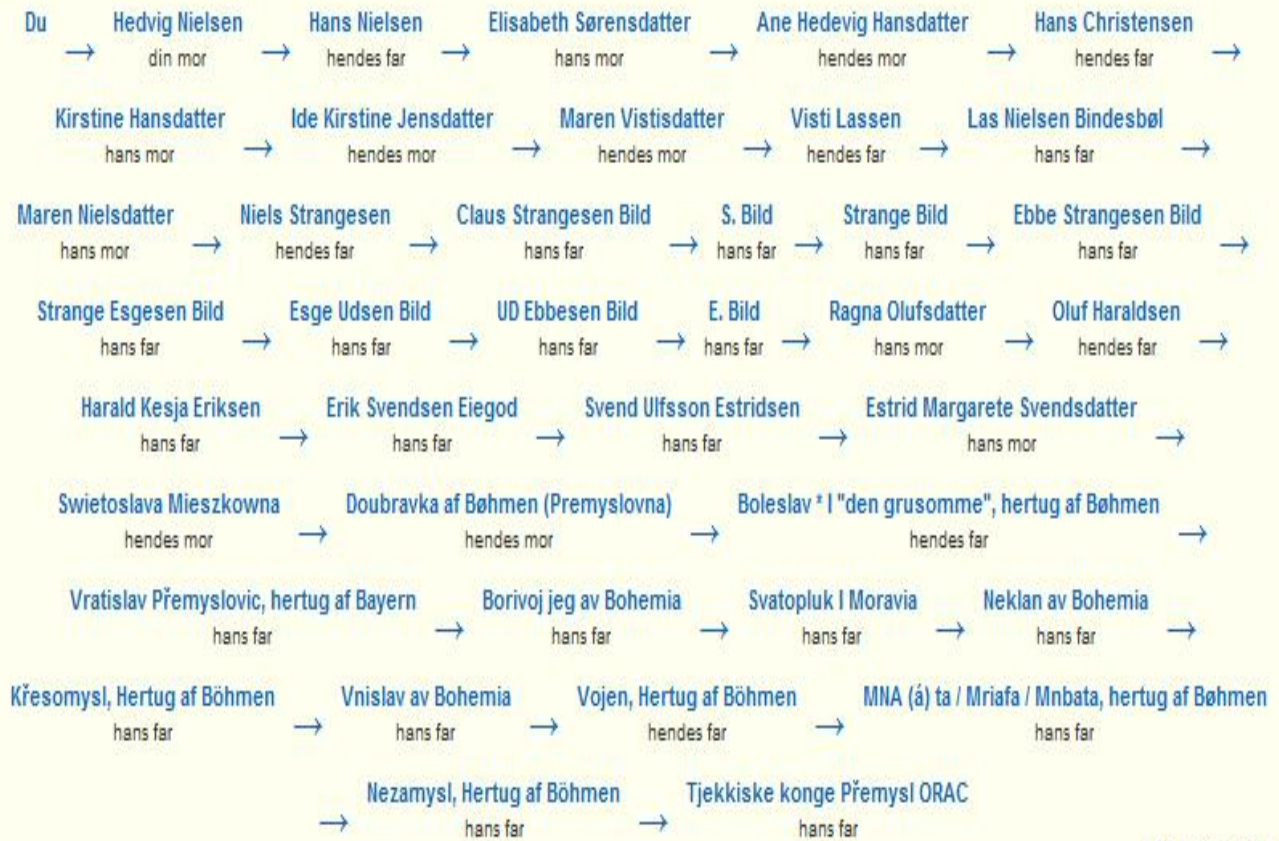 Du → Hedvig Nielsen → Hans Nielsen → Elisabeth Sørensdatter → Ane Hedevig Hansdatter → Hans Christensen →
din mor hendes far hans mor hendes mor hendes far
Kirstine Hansdatter → Ide Kirstine Jensdatter → Maren Vistisdatter → Visti Lassen → Las Nielsen Bindesbøl →
hans mor hendes mor hendes mor hendes far hans far
Maren Nielsdatter → Niels Strangesen → Claus Strangesen Bild → S. Bild → Strange Bild → Ebbe Strangesen Bild →
hans mor hendes far hans far hans far hans far hans far
Strange Esgesen Bild → Esge Udsen Bild → UD Ebbesen Bild → E. Bild → Ragna Olufsdatter → Oluf Haraldsen →
hans far hans far hans far hans far hans mor hendes far
Harald Kesja Eriksen → Erik Svendsen Eiegod → Svend Ulfsson Estridsen → Estrid Margarete Svendsdatter →
hans far hans far hans far hans mor
Swietoslava Mieszkowna → Doubravka af Bøhmen (Premyslovna) → Boleslav * I "den grusomme", hertug af Bøhmen →
hendes mor hendes mor hendes far
Vratislav Přemyslovic, hertug af Bayern → Borivoj jeg av Bohemia → Svatopluk I Moravia → Neklan av Bohemia →
hans far hans far hans far hans far
Křesomysl, Hertug af Böhmen → Vnislav av Bohemia → Vojen, Hertug af Böhmen → MNA (á) ta / Mriafa / Mnbata, hertug af Bøhmen
hans far hans far hendes far hans far
→ Nezamysl, Hertug af Böhmen → Tjekkiske konge Přemysl ORAC
hans far hans far